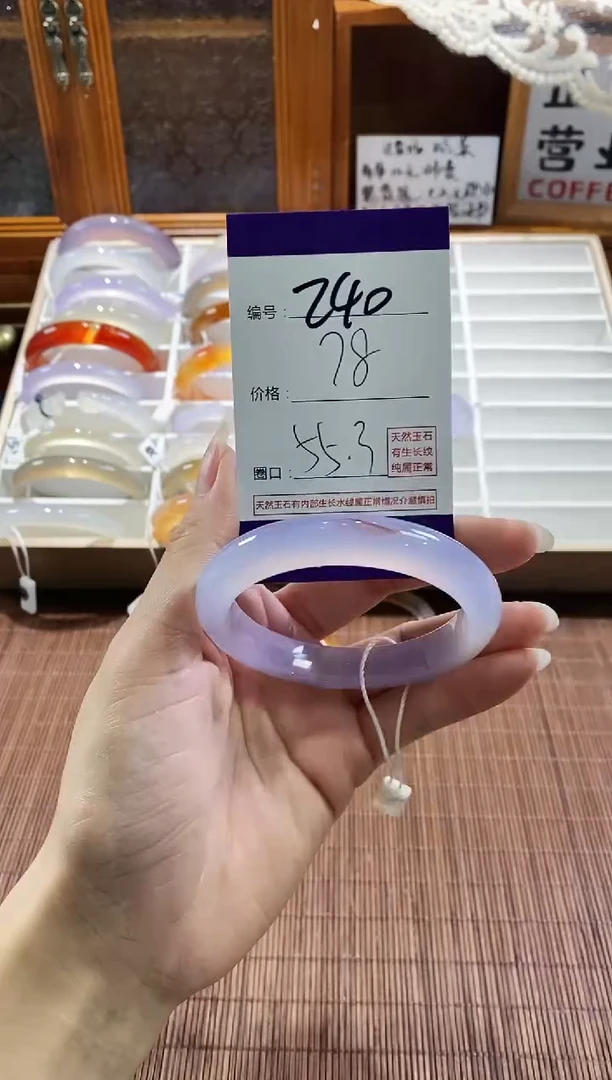 编号：240
78
价格：
圈口：55.3
天然玉石
有生长纹
纯属正常
天然玉石有内部生长水线属正常情况介意慎拍
营业
COFFE